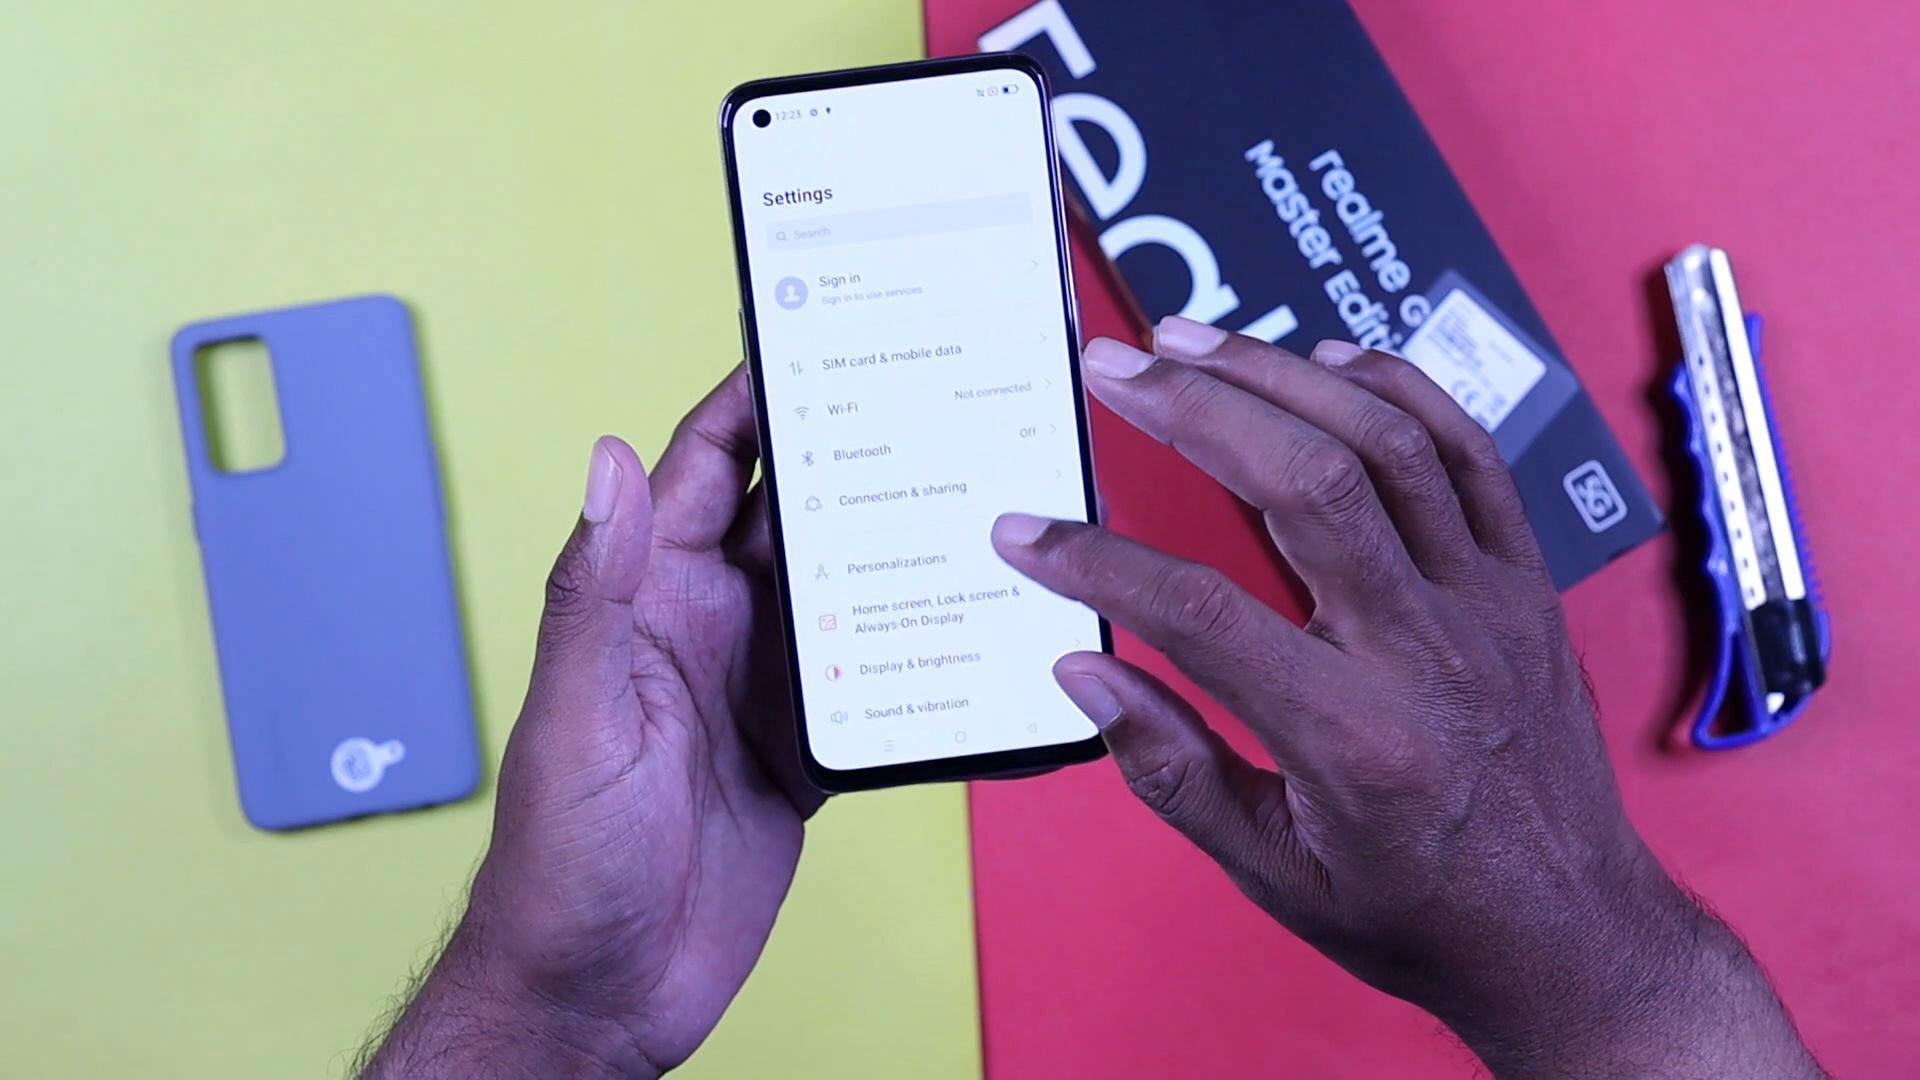 12:23
Settings
Search
Sign in
Sign in to use services
SIM card & mobile data
Wi-Fi
Not connected
Bluetooth
Off
Connection & sharing
Personalizations
Home screen, Lock screen &
Always-On Display
Display & brightness
Sound & vibration
real
realme G
Master Editi
5G